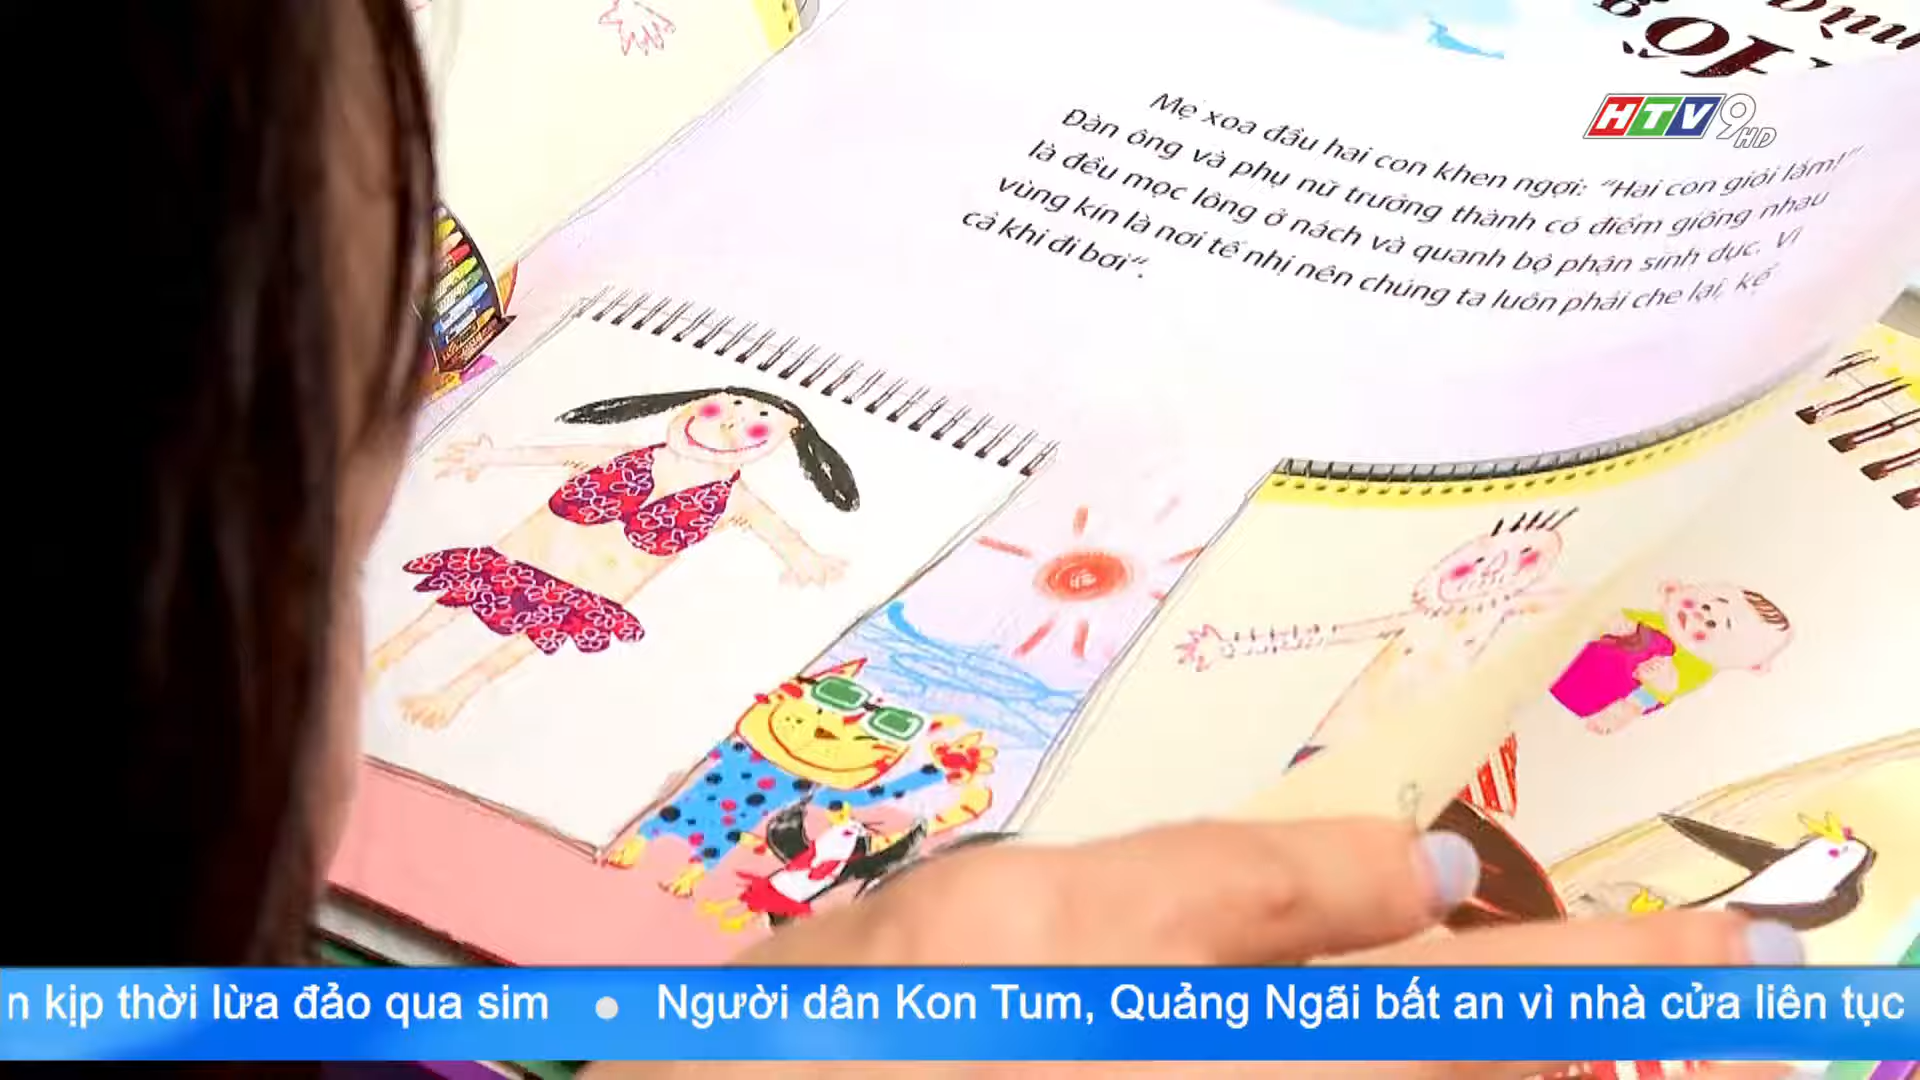 HTV9 HD
Mẹ xoa đầu hai con khen ngợi: "Hai con giỏi lắm!"
Đàn ông và phụ nữ trưởng thành có điểm giống nhau
là đều mọc lông ở nách và quanh bộ phận sinh dục. Vì
vùng kín là nơi tế nhị nên chúng ta luôn phải che lại, kể
cả khi đi bơi".
n kịp thời lừa đảo qua sim ● Người dân Kon Tum, Quảng Ngãi bất an vì nhà cửa liên tục